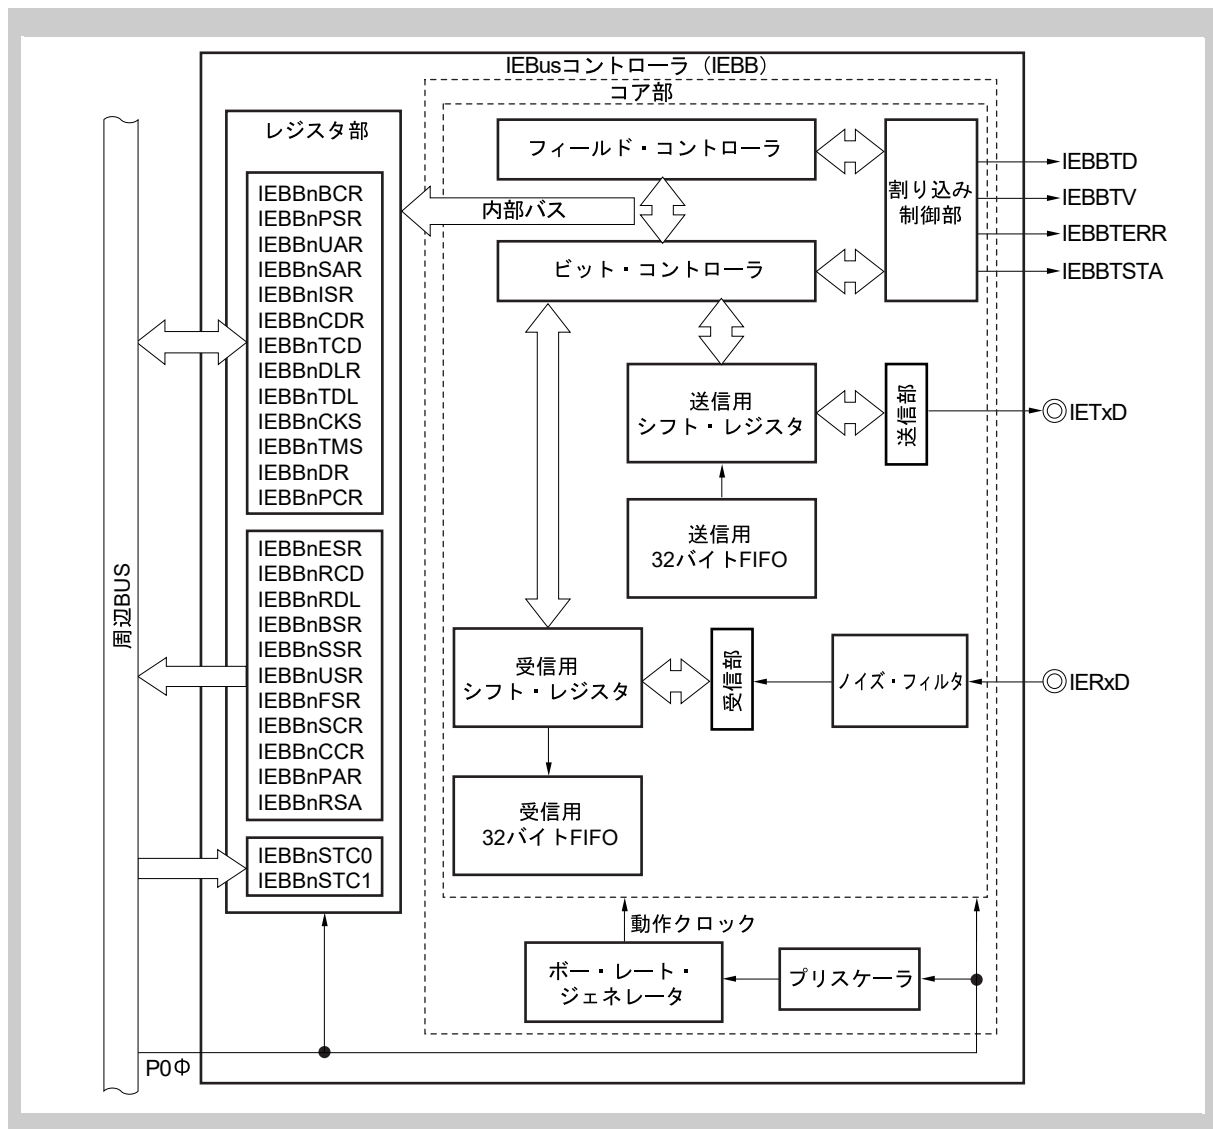 IEBusコントローラ（IEBB）
コア部
レジスタ部
フィールド・コントローラ
割り込み
制御部
IEBBTD
IEBBTV
IEBBTERR
IEBBTSTA
内部バス
ビット・コントローラ
IEBBnBCR
IEBBnPSR
IEBBnUAR
IEBBnSAR
IEBBnISR
IEBBnCDR
IEBBnTCD
IEBBnDLR
IEBBnTDL
IEBBnCKS
IEBBnTMS
IEBBnDR
IEBBnPCR
送信用
シフト・レジスタ
送信部
IETxD
送信用
32バイトFIFO
周辺BUS
IEBBnESR
IEBBnRCD
IEBBnRDL
IEBBnBSR
IEBBnSSR
IEBBnUSR
IEBBnFSR
IEBBnSCR
IEBBnCCR
IEBBnPAR
IEBBnRSA
受信用
シフト・レジスタ
受信部
ノイズ・フィルタ
IERxD
受信用
32バイトFIFO
IEBBnSTC0
IEBBnSTC1
動作クロック
ボー・レート・
ジェネレータ
プリスケーラ
P0Φ